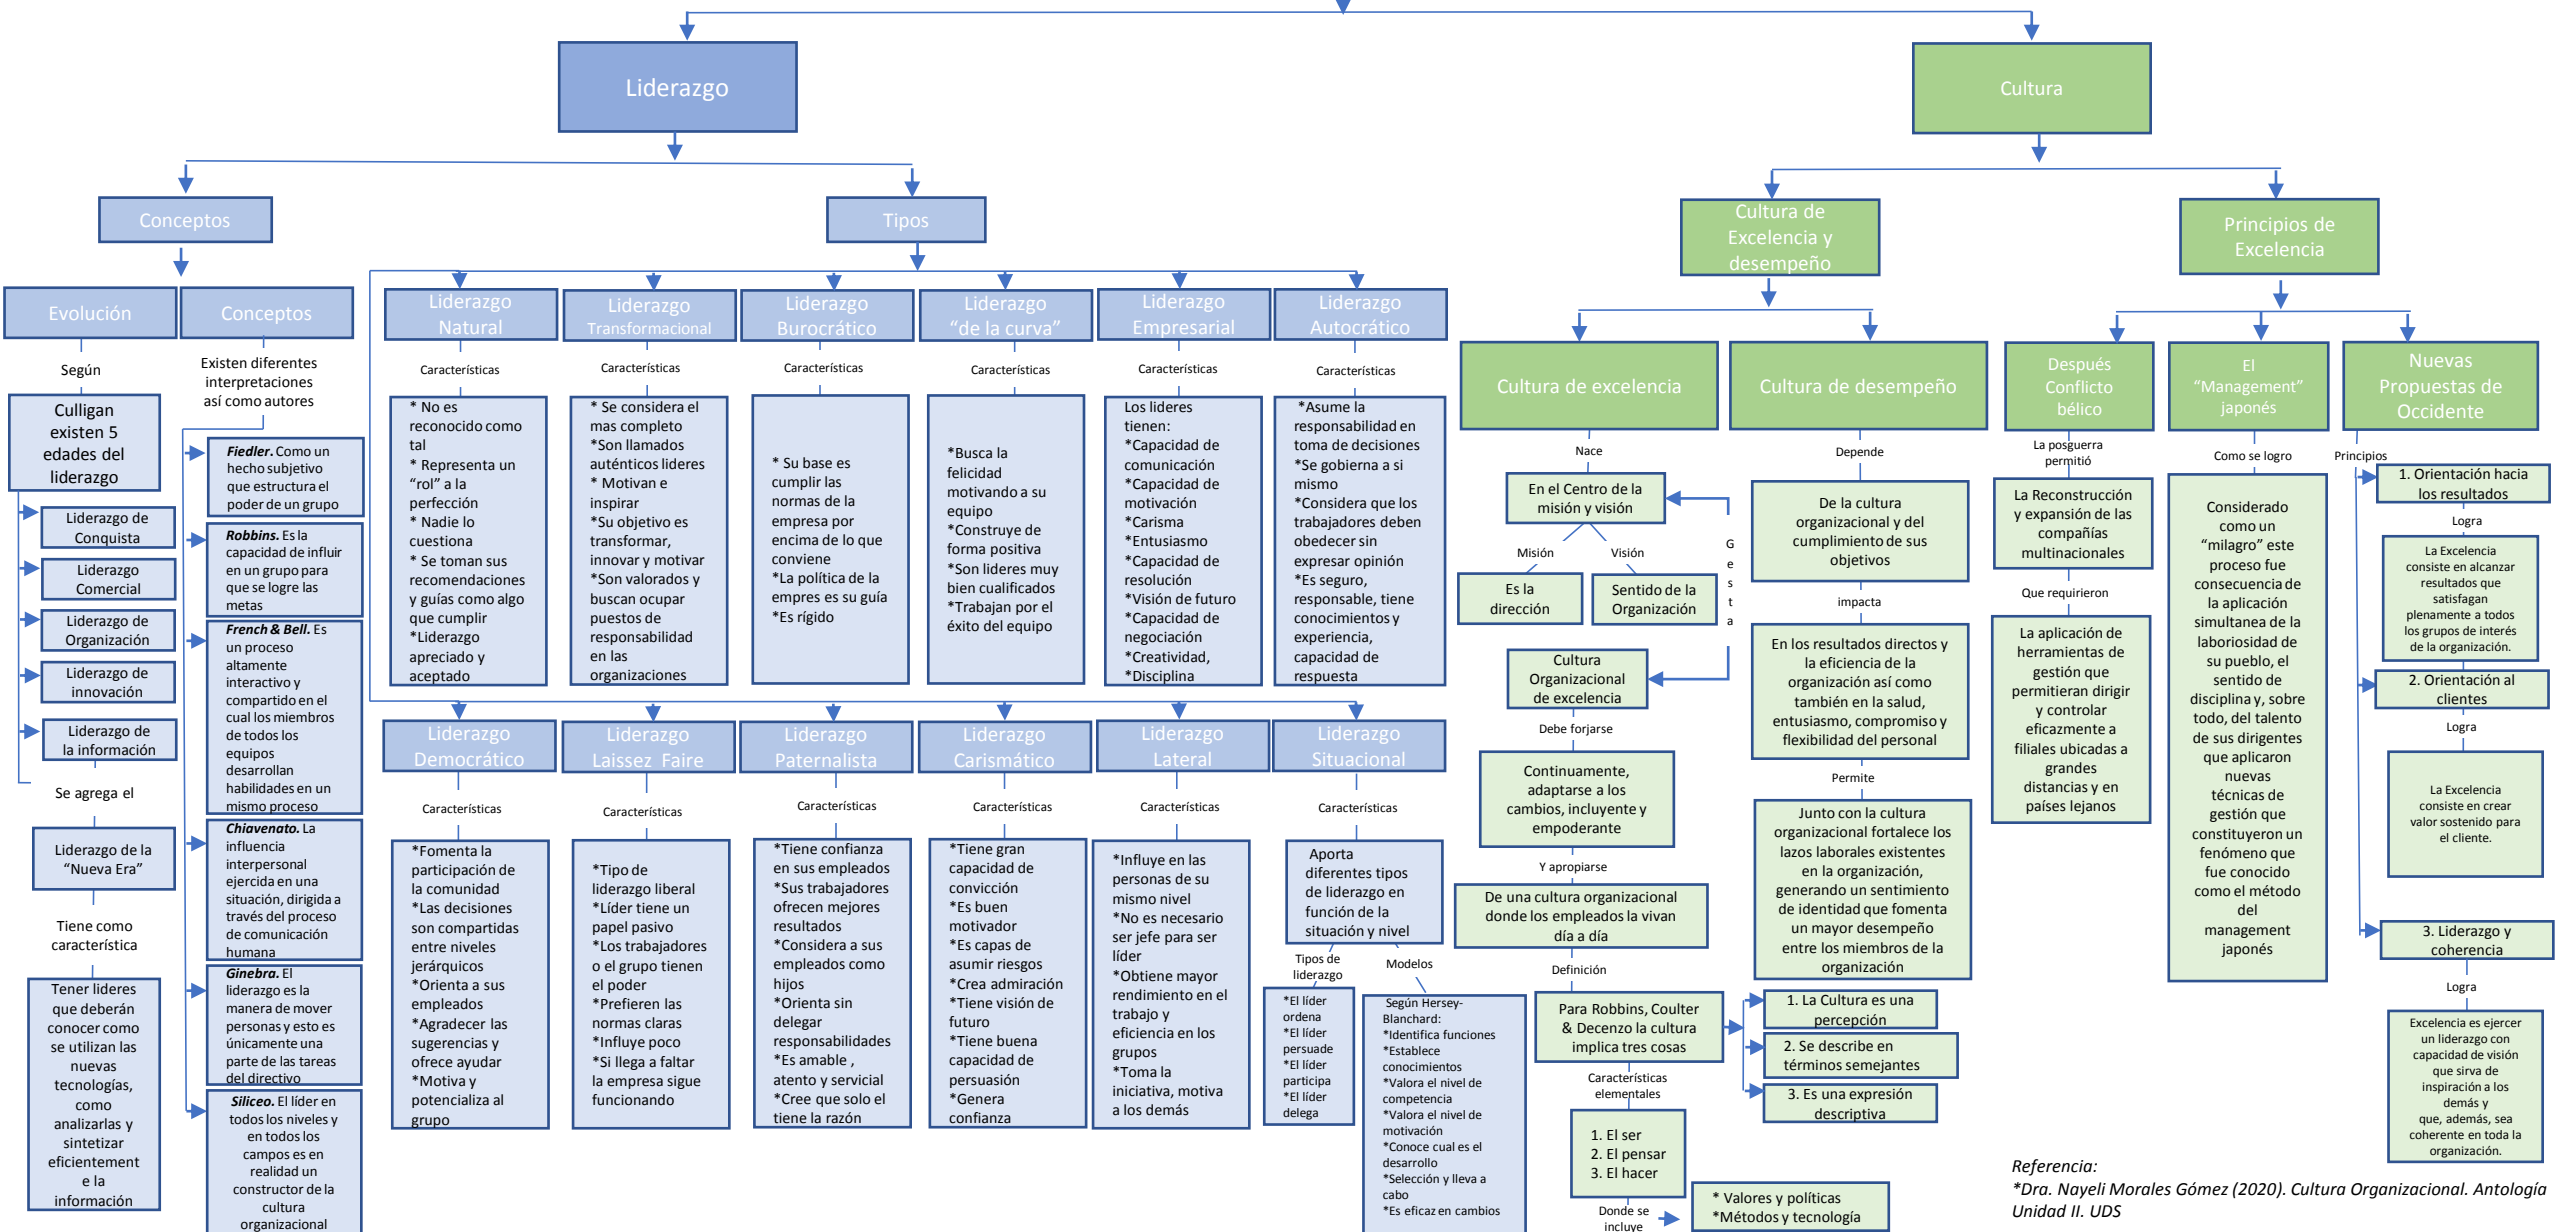 Liderazgo
Cultura
Conceptos
Tipos
Cultura de
Excelencia y
desempeño
Principios de
Excelencia
Evolución
Según
Culligan
existen 5
edades del
liderazgo
Liderazgo de
Conquista
Liderazgo
Comercial
Liderazgo de
Organización
Liderazgo de
innovación
Liderazgo de
la información
Se agrega el
Liderazgo de la
“Nueva Era”
Tiene como
característica
Tener lideres
que deberán
conocer como
se utilizan las
nuevas
tecnologías,
como
analizarlas y
sintetizar
eficientement
e la
información
Conceptos
Existen diferentes
interpretaciones
así como autores
Fiedler. Como un
hecho subjetivo
que estructura el
poder de un grupo
Robbins. Es la
capacidad de influir
en un grupo para
que se logre las
metas
French & Bell. Es
un proceso
altamente
interactivo y
compartido en el
cual los miembros
de todos los
equipos
desarrollan
habilidades en un
mismo proceso
Chiavenato. La
influencia
interpersonal
ejercida en una
situación, dirigida a
través del proceso
de comunicación
humana
Ginebra. El
liderazgo es la
manera de mover
personas y esto es
únicamente una
parte de las tareas
del directivo
Siliceo. El líder en
todos los niveles y
en todos los
campos es en
realidad un
constructor de la
cultura
organizacional
Liderazgo
Natural
Características
* No es
reconocido como
tal
* Representa un
“rol” a la
perfección
* Nadie lo
cuestiona
* Se toman sus
recomendaciones
y guías como algo
que cumplir
*Liderazgo
apreciado y
aceptado
Liderazgo
Transformacional
Características
* Se considera el
mas completo
*Son llamados
auténticos lideres
* Motivan e
inspirar
*Su objetivo es
transformar,
innovar y motivar
*Son valorados y
buscan ocupar
puestos de
responsabilidad
en las
organizaciones
Liderazgo
Burocrático
Características
* Su base es
cumplir las
normas de la
empresa por
encima de lo que
conviene
*La política de la
empres es su guía
*Es rígido
Liderazgo
“de la curva”
Características
*Busca la
felicidad
motivando a su
equipo
*Construye de
forma positiva
*Son lideres muy
bien cualificados
*Trabajan por el
éxito del equipo
Liderazgo
Empresarial
Características
Los lideres
tienen:
*Capacidad de
comunicación
*Capacidad de
motivación
*Carisma
*Entusiasmo
*Capacidad de
resolución
*Visión de futuro
*Capacidad de
negociación
*Creatividad,
*Disciplina
Liderazgo
Autocrático
Características
*Asume la
responsabilidad en
toma de decisiones
*Se gobierna a si
mismo
*Considera que los
trabajadores deben
obedecer sin
expresar opinión
*Es seguro,
responsable, tiene
conocimientos y
experiencia,
capacidad de
respuesta
Liderazgo
Democrático
Características
*Fomenta la
participación de
la comunidad
*Las decisiones
son compartidas
entre niveles
jerárquicos
*Orienta a sus
empleados
*Agradecer las
sugerencias y
ofrece ayudar
*Motiva y
potencializa al
grupo
Liderazgo
Laissez Faire
Características
*Tipo de
liderazgo liberal
*Líder tiene un
papel pasivo
*Los trabajadores
o el grupo tienen
el poder
*Prefieren las
normas claras
*Influye poco
*Si llega a faltar
la empresa sigue
funcionando
Liderazgo
Paternalista
Características
*Tiene confianza
en sus empleados
*Sus trabajadores
ofrecen mejores
resultados
*Considera a sus
empleados como
hijos
*Orienta sin
delegar
responsabilidades
*Es amable ,
atento y servicial
*Cree que solo el
tiene la razón
Liderazgo
Carismático
Características
*Tiene gran
capacidad de
convicción
*Es buen
motivador
*Es capas de
asumir riesgos
*Crea admiración
*Tiene visión de
futuro
*Tiene buena
capacidad de
persuasión
*Genera
confianza
Liderazgo
Lateral
Características
*Influye en las
personas de su
mismo nivel
*No es necesario
ser jefe para ser
líder
*Obtiene mayor
rendimiento en el
trabajo y
eficiencia en los
grupos
*Toma la
iniciativa, motiva
a los demás
Liderazgo
Situacional
Características
Aporta
diferentes tipos
de liderazgo en
función de la
situación y nivel
Tipos de
liderazgo
*El líder
ordena
*El líder
persuade
*El líder
participa
*El líder
delega
Modelos
Según Hersey-
Blanchard:
*Identifica funciones
*Establece
conocimientos
*Valora el nivel de
competencia
*Valora el nivel de
motivación
*Conoce cual es el
desarrollo
*Selección y lleva a
cabo
*Es eficaz en cambios
Cultura de excelencia
Nace
En el Centro de la
misión y visión
Misión
Visión
Es la
dirección
Sentido de la
Organización
G
e
s
t
a
Cultura
Organizacional
de excelencia
Debe forjarse
Continuamente,
adaptarse a los
cambios, incluyente y
empoderante
Y apropiarse
De una cultura organizacional
donde los empleados la vivan
día a día
Definición
Para Robbins, Coulter
& Decenzo la cultura
implica tres cosas
1. La Cultura es una
percepción
2. Se describe en
términos semejantes
3. Es una expresión
descriptiva
Características
elementales
1. El ser
2. El pensar
3. El hacer
Donde se
incluye
* Valores y políticas
*Métodos y tecnología
Cultura de desempeño
Depende
De la cultura
organizacional y del
cumplimiento de sus
objetivos
impacta
En los resultados directos y
la eficiencia de la
organización así como
también en la salud,
entusiasmo, compromiso y
flexibilidad del personal
Permite
Junto con la cultura
organizacional fortalece los
lazos laborales existentes
en la organización,
generando un sentimiento
de identidad que fomenta
un mayor desempeño
entre los miembros de la
organización
Después
Conflicto
bélico
La posguerra
permitió
La Reconstrucción
y expansión de las
compañías
multinacionales
Que requirieron
La aplicación de
herramientas de
gestión que
permitieran dirigir
y controlar
eficazmente a
filiales ubicadas a
grandes
distancias y en
países lejanos
El
“Management”
japonés
Como se logro
Considerado
como un
“milagro” este
proceso fue
consecuencia de
la aplicación
simultanea de la
laboriosidad de
su pueblo, el
sentido de
disciplina y, sobre
todo, del talento
de sus dirigentes
que aplicaron
nuevas
técnicas de
gestión que
constituyeron un
fenómeno que
fue conocido
como el método
del
management
japonés
Nuevas
Propuestas de
Occidente
Principios
1. Orientación hacia
los resultados
Logra
La Excelencia
consiste en alcanzar
resultados que
satisfagan
plenamente a todos
los grupos de interés
de la organización.
2. Orientación al
clientes
Logra
La Excelencia
consiste en crear
valor sostenido para
el cliente.
3. Liderazgo y
coherencia
Logra
Excelencia es ejercer
un liderazgo con
capacidad de visión
que sirva de
inspiración a los
demás y
que, además, sea
coherente en toda la
organización.
Referencia:
*Dra. Nayeli Morales Gómez (2020). Cultura Organizacional. Antología
Unidad II. UDS